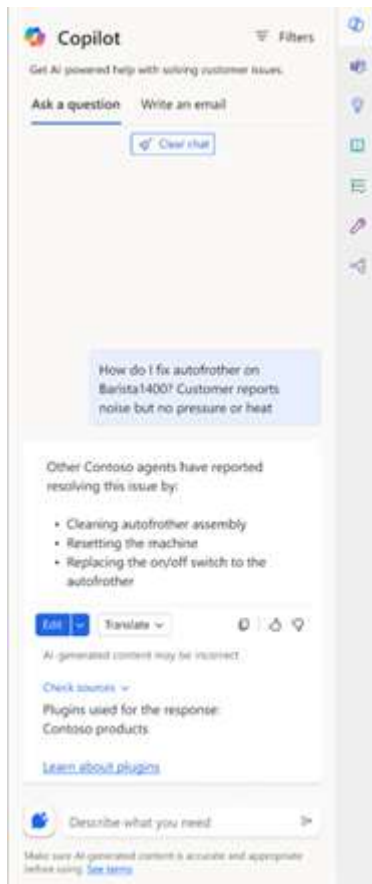 Copilot
Filters
Get AI powered help with solving customer issues.
Ask a question Write an email
Clear chat
How do I fix autofrother on
Barista1400? Customer reports
noise but no pressure or heat
Other Contoso agents have reported
resolving this issue by:
• Cleaning autofrother assembly
• Resetting the machine
• Replacing the on/off switch to the
autofrother
Edit Translate
AI-generated content may be incorrect
Check sources
Plugins used for the response:
Contoso products
Learn about plugins
Describe what you need
Make sure AI-generated content is accurate and appropriate
before using. See terms